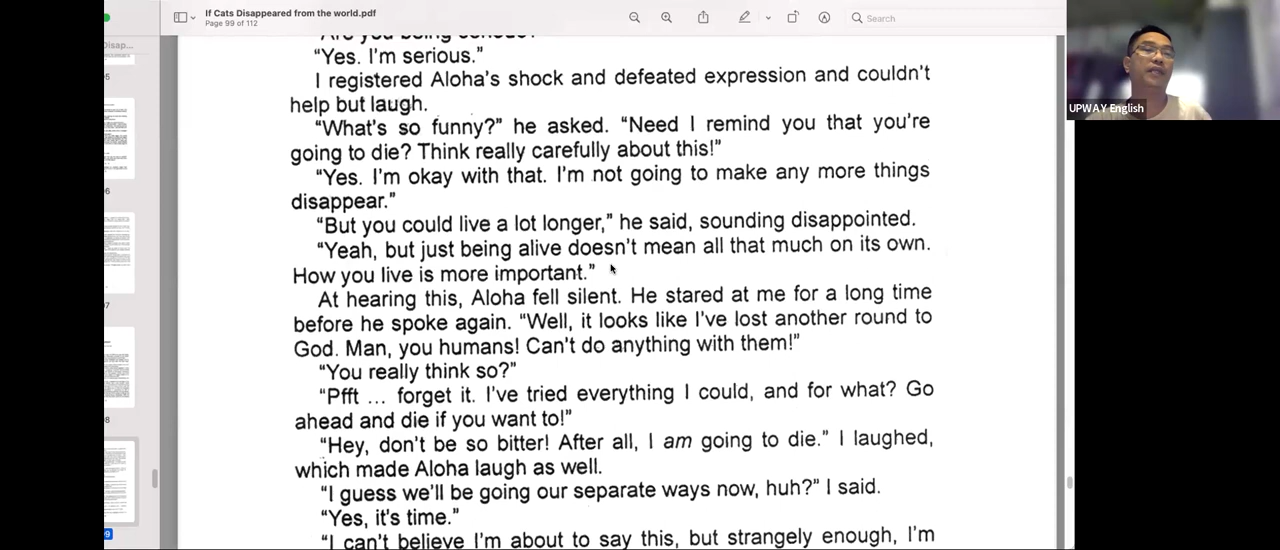 If Cats Disappeared from the world.pdf
Page 99 of 112
Search
UPWAY English
Disap...
"Yes. I'm serious."
I registered Aloha's shock and defeated expression and couldn't
help but laugh.
"What's so funny?" he asked. "Need I remind you that you're
going to die? Think really carefully about this!"
"Yes. I'm okay with that. I'm not going to make any more things
disappear."
"But you could live a lot longer," he said, sounding disappointed.
"Yeah, but just being alive doesn't mean all that much on its own.
How you live is more important."
At hearing this, Aloha fell silent. He stared at me for a long time
before he spoke again. "Well, it looks like I've lost another round to
God. Man, you humans! Can't do anything with them!"
"You really think so?"
"Pfft ... forget it. I've tried everything I could, and for what? Go
ahead and die if you want to!"
"Hey, don't be so bitter! After all, I am going to die." I laughed,
which made Aloha laugh as well.
"I guess we'll be going our separate ways now, huh?" I said.
"Yes, it's time."
"I can't believe I'm about to say this, but strangely enough, I'm